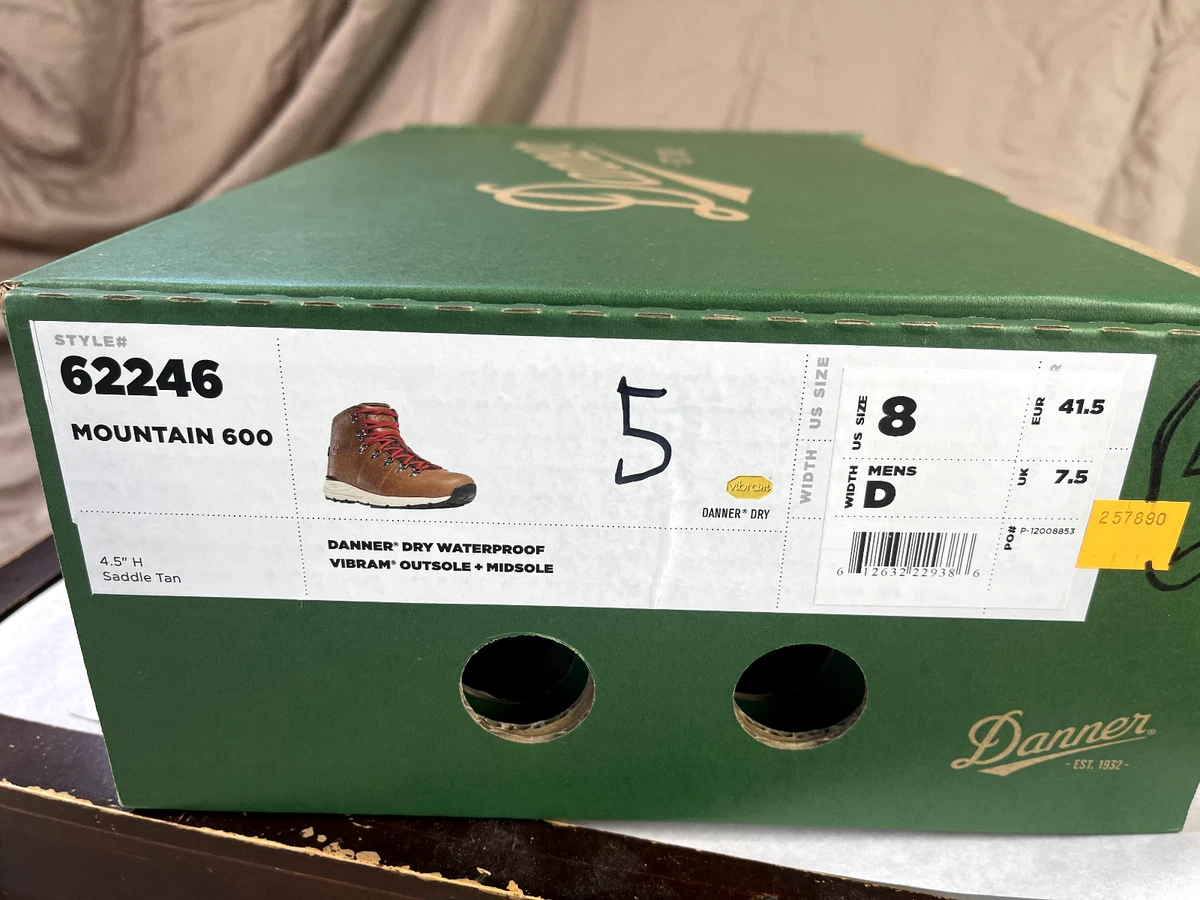 Danner
STYLE#
62246
MOUNTAIN 600
4.5" H
Saddle Tan
5
vibram
DANNER® DRY
DANNER® DRY WATERPROOF
VIBRAM® OUTSOLE + MIDSOLE
US SIZE
WIDTH
US SIZE
8
EUR
41.5
WIDTH
MENS
D
UK
7.5
PO#
P-12008853
6 12632 22938 6
257890
Danner®
- EST. 1932 -